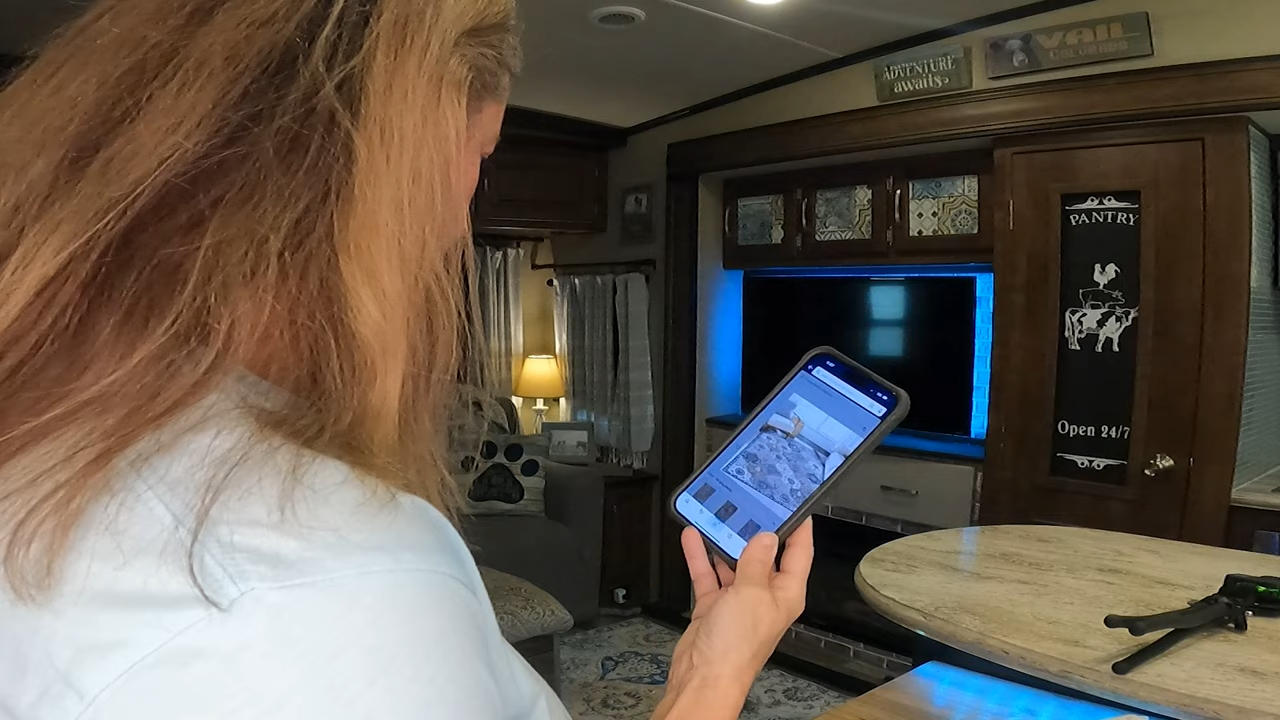 ADVENTURE
awaits
VAIL
COLORADO
PANTRY
Open 24/7